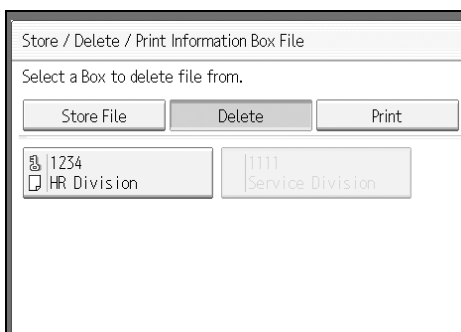 Store / Delete / Print Information Box File
Select a Box to delete file from.
Store File Delete Print
1234 1111
HR Division Service Division